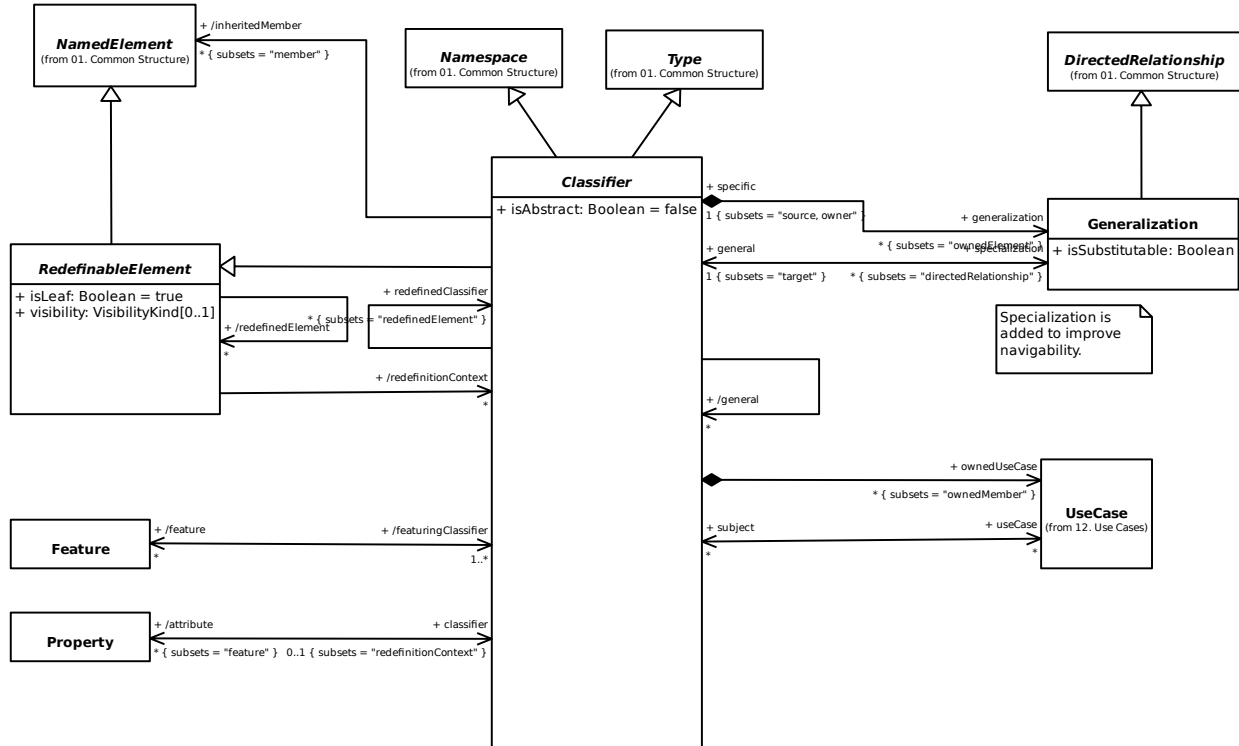 NamedElement
(from 01. Common Structure)
+ /inheritedMember
* { subsets = "member" }
Namespace
(from 01. Common Structure)
Type
(from 01. Common Structure)
DirectedRelationship
(from 01. Common Structure)
Classifier
+ isAbstract: Boolean = false
+ specific
1 { subsets = "source, owner" }
+ generalization
* { subsets = "ownedElement" }
Generalization
+ isSubstitutable: Boolean
+ general
1 { subsets = "target" }
+ specialization
* { subsets = "directedRelationship" }
RedefinableElement
+ isLeaf: Boolean = true
+ visibility: VisibilityKind[0..1]
+ /redefinedElement
*
+ redefinedClassifier
* { subsets = "redefinedElement" }
Specialization is
added to improve
navigability.
+ /redefinitionContext
*
+ /general
*
+ ownedUseCase
* { subsets = "ownedMember" }
UseCase
(from 12. Use Cases)
+ subject
*
+ useCase
*
Feature
+ /feature
*
+ /featuringClassifier
1..*
Property
+ /attribute
* { subsets = "feature" }
+ classifier
0..1 { subsets = "redefinitionContext" }